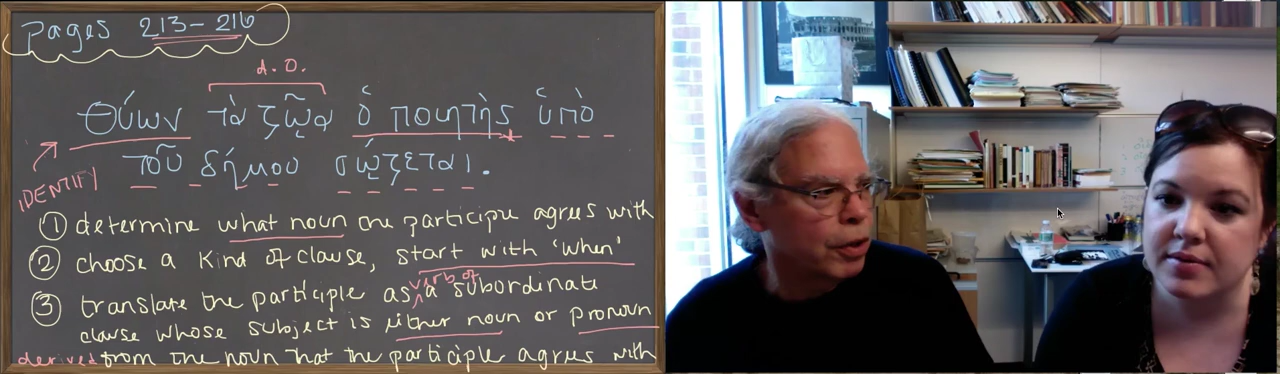 pages 213-216
d.O.
Θύων τὰ ζῷα ὁ ποιητὴς ὑπὸ
τοῦ δήμου σῴζεται.
IDENTIFY
① determine what noun the participle agrees with
② choose a kind of clause, start with 'when'
③ translate the participle as verb of a subordinate
clause whose subject is either noun or pronoun
derived from the noun that the participle agrees with